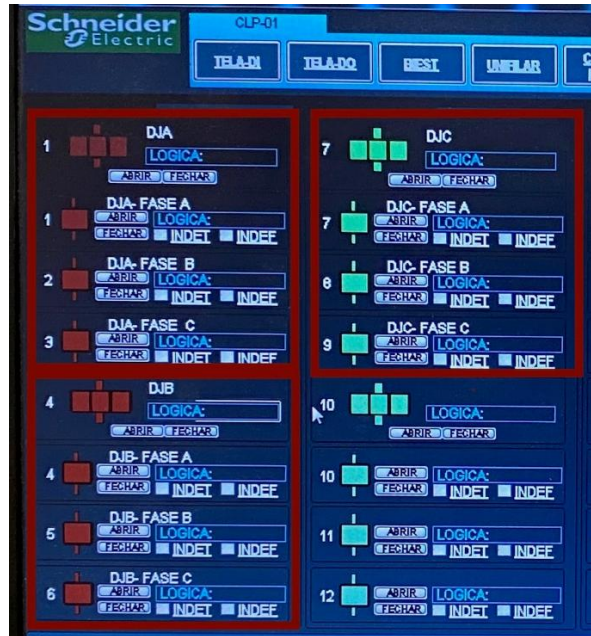 Schneider
Electric
CLP-01
TELA-DI
TELA-DO
BIEST
UNIFILAR
1
DJA
LOGICA:
ABRIR FECHAR
1
DJA- FASE A
ABRIR LOGICA:
FECHAR INDET INDEF
2
DJA- FASE B
ABRIR LOGICA:
FECHAR INDET INDEF
3
DJA- FASE C
ABRIR LOGICA:
FECHAR INDET INDEF
4
DJB
LOGICA:
ABRIR FECHAR
4
DJB- FASE A
ABRIR LOGICA:
FECHAR INDET INDEF
5
DJB- FASE B
ABRIR LOGICA:
FECHAR INDET INDEF
6
DJB- FASE C
ABRIR LOGICA:
FECHAR INDET INDEF
7
DJC
LOGICA:
ABRIR FECHAR
7
DJC- FASE A
ABRIR LOGICA:
FECHAR INDET INDEF
8
DJC- FASE B
ABRIR LOGICA:
FECHAR INDET INDEF
9
DJC- FASE C
ABRIR LOGICA:
FECHAR INDET INDEF
10
LOGICA:
ABRIR FECHAR
10
ABRIR LOGICA:
FECHAR INDET INDEF
11
ABRIR LOGICA:
FECHAR INDET INDEF
12
ABRIR LOGICA:
FECHAR INDET INDEF